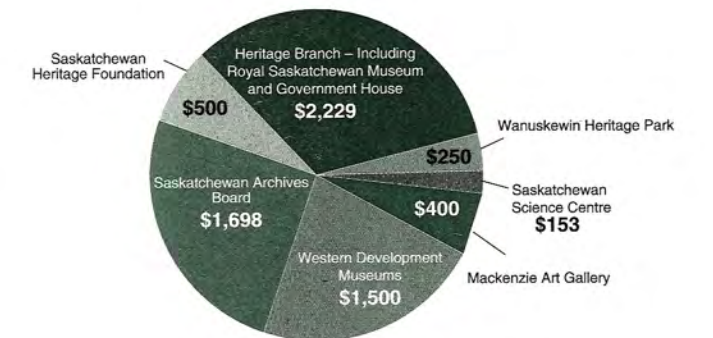 Saskatchewan
Heritage Foundation
$500
Heritage Branch – Including
Royal Saskatchewan Museum
and Government House
$2,229
Wanuskewin Heritage Park
$250
Saskatchewan
Science Centre
$153
$400
Mackenzie Art Gallery
Saskatchewan Archives
Board
$1,698
Western Development
Museums
$1,500